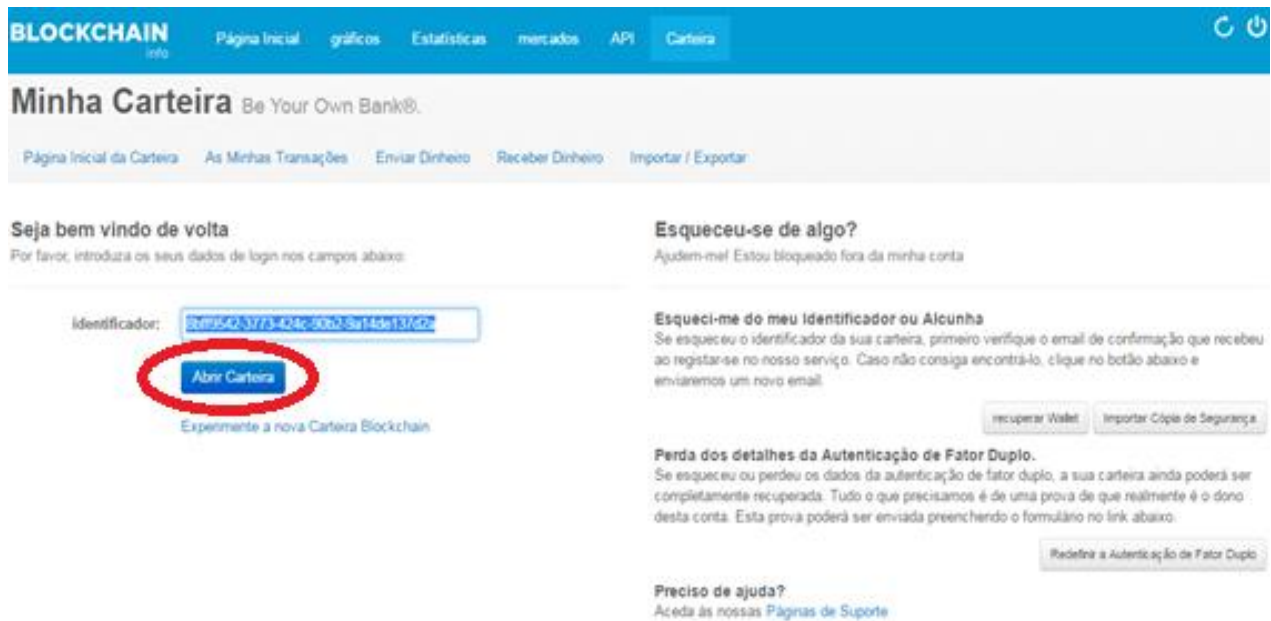 BLOCKCHAIN
info
Página Inicial gráficos Estatísticas mercados API Carteira
Minha Carteira Be Your Own Bank®.
Página Inicial da Carteira As Minhas Transações Enviar Dinheiro Receber Dinheiro Importar / Exportar
Seja bem vindo de volta
Por favor, introduza os seus dados de login nos campos abaixo:
identificador:
Abrir Carteira
Experimente a nova Carteira Blockchain
Esqueceu-se de algo?
Ajudem-me! Estou bloqueado fora da minha conta
Esqueci-me do meu Identificador ou Alcunha
Se esqueceu o identificador da sua carteira, primeiro verifique o email de confirmação que recebeu
ao registar-se no nosso serviço. Caso não consiga encontrá-lo, clique no botão abaixo e
enviaremos um novo email.
recuperar Wallet Importar Cópia de Segurança
Perda dos detalhes da Autenticação de Fator Duplo.
Se esqueceu ou perdeu os dados da autenticação de fator duplo, a sua carteira ainda poderá ser
completamente recuperada. Tudo o que precisamos é de uma prova de que realmente é o dono
desta conta. Esta prova poderá ser enviada preenchendo o formulário no link abaixo.
Redefinir a Autenticação de Fator Duplo
Preciso de ajuda?
Aceda às nossas Páginas de Suporte